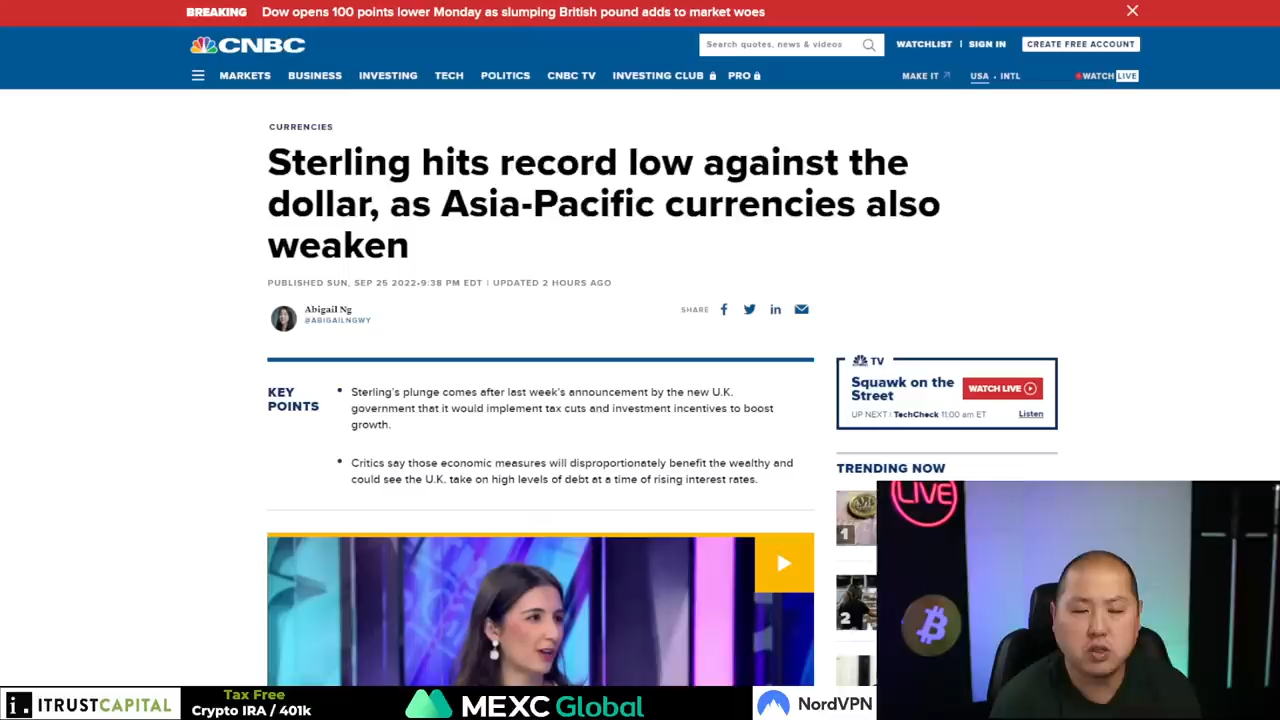 BREAKING Dow opens 100 points lower Monday as slumping British pound adds to market woes
CNBC
Search quotes, news & videos
WATCHLIST | SIGN IN
CREATE FREE ACCOUNT
MARKETS BUSINESS INVESTING TECH POLITICS CNBC TV INVESTING CLUB PRO
MAKE IT USA • INTL WATCH LIVE
CURRENCIES
Sterling hits record low against the
dollar, as Asia-Pacific currencies also
weaken
PUBLISHED SUN, SEP 25 2022•9:38 PM EDT | UPDATED 2 HOURS AGO
Abigail Ng
@ABIGAILNGWY
SHARE
KEY
POINTS
• Sterling's plunge comes after last week's announcement by the new U.K.
government that it would implement tax cuts and investment incentives to boost
growth.
• Critics say those economic measures will disproportionately benefit the wealthy and
could see the U.K. take on high levels of debt at a time of rising interest rates.
TV
Squawk on the
Street
WATCH LIVE
UP NEXT | TechCheck 11:00 am ET
Listen
TRENDING NOW
1
2
LIVE
i. ITRUSTCAPITAL
Tax Free
Crypto IRA / 401k
MEXC Global
NordVPN